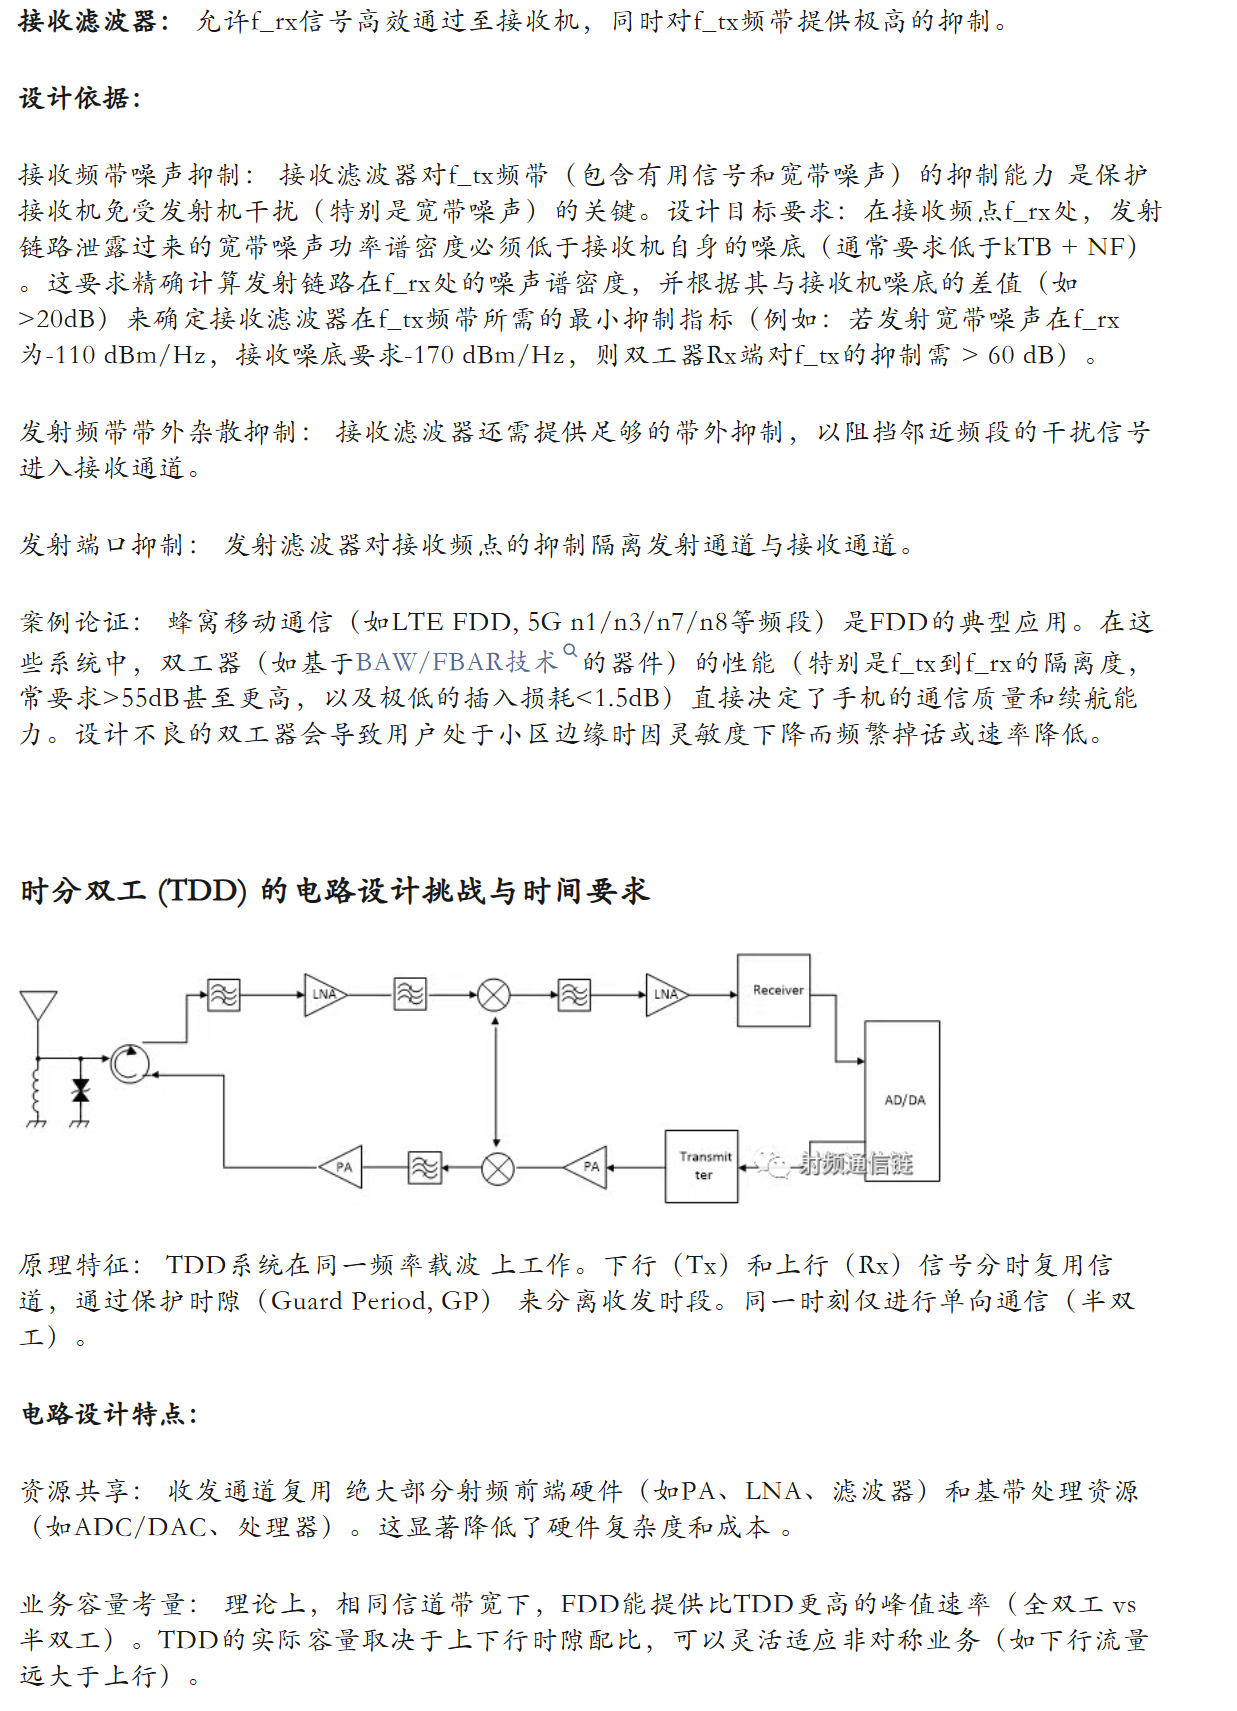 接收滤波器： 允许f_rx信号高效通过至接收机，同时对f_tx频带提供极高的抑制。
设计依据：
接收频带噪声抑制： 接收滤波器对f_tx频带（包含有用信号和宽带噪声）的抑制能力 是保护
接收机免受发射机干扰（特别是宽带噪声）的关键。设计目标要求：在接收频点f_rx处，发射
链路泄露过来的宽带噪声功率谱密度必须低于接收机自身的噪底（通常要求低于kTB + NF）
。这要求精确计算发射链路在f_rx处的噪声谱密度，并根据其与接收机噪底的差值（如
>20dB）来确定接收滤波器在f_tx频带所需的最小抑制指标（例如：若发射宽带噪声在f_rx
为-110 dBm/Hz，接收噪底要求-170 dBm/Hz，则双工器Rx端对f_tx的抑制需 > 60 dB）。
发射频带带外杂散抑制： 接收滤波器还需提供足够的带外抑制，以阻挡邻近频段的干扰信号
进入接收通道。
发射端口抑制： 发射滤波器对接收频点的抑制隔离发射通道与接收通道。
案例论证： 蜂窝移动通信（如LTE FDD, 5G n1/n3/n7/n8等频段）是FDD的典型应用。在这
些系统中，双工器（如基于BAW/FBAR技术的器件）的性能（特别是f_tx到f_rx的隔离度，
常要求>55dB甚至更高，以及极低的插入损耗<1.5dB）直接决定了手机的通信质量和续航能
力。设计不良的双工器会导致用户处于小区边缘时因灵敏度下降而频繁掉话或速率降低。
时分双工 (TDD) 的电路设计挑战与时间要求
LNA
LNA
Receiver
AD/DA
PA
PA
Transmit
ter
射频通信链
原理特征： TDD系统在同一频率载波 上工作。下行（Tx）和上行（Rx）信号分时复用信
道，通过保护时隙（Guard Period, GP） 来分离收发时段。同一时刻仅进行单向通信（半双
工）。
电路设计特点：
资源共享： 收发通道复用 绝大部分射频前端硬件（如PA、LNA、滤波器）和基带处理资源
（如ADC/DAC、处理器）。这显著降低了硬件复杂度和成本 。
业务容量考量： 理论上，相同信道带宽下，FDD能提供比TDD更高的峰值速率（全双工 vs
半双工）。TDD的实际容量取决于上下行时隙配比，可以灵活适应非对称业务（如下行流量
远大于上行）。